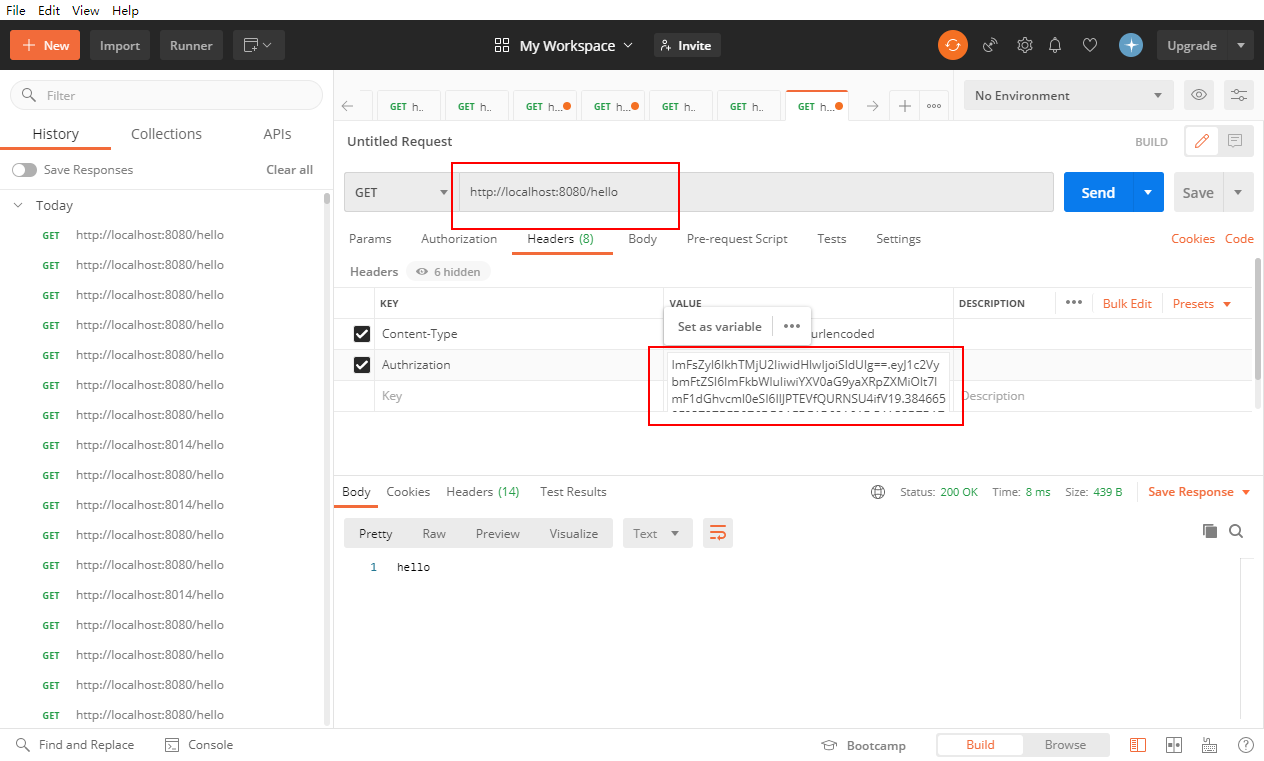 File Edit View Help
New Import Runner My Workspace Invite Upgrade
Filter
History Collections APIs
Save Responses Clear all
Today
GET http://localhost:8080/hello
GET http://localhost:8080/hello
GET http://localhost:8080/hello
GET http://localhost:8080/hello
GET http://localhost:8080/hello
GET http://localhost:8080/hello
GET http://localhost:8080/hello
GET http://localhost:8014/hello
GET http://localhost:8080/hello
GET http://localhost:8014/hello
GET http://localhost:8080/hello
GET http://localhost:8080/hello
GET http://localhost:8014/hello
GET http://localhost:8080/hello
GET http://localhost:8080/hello
GET http://localhost:8080/hello
GET http://localhost:8080/hello
GET h.. GET h.. GET h... GET h... GET h.. GET h.. GET h...
No Environment
Untitled Request BUILD
GET http://localhost:8080/hello Send Save
Params Authorization Headers (8) Body Pre-request Script Tests Settings Cookies Code
Headers 6 hidden
KEY VALUE DESCRIPTION ••• Bulk Edit Presets
Set as variable •••
Content-Type urlencoded
Authrization
ImFsZyI6IkhTMjU2IiwidHlwIjoiSldUIg==.eyJ1c2Vy
bmFtZSI6ImFkbWluIiwiYXV0aG9yaXRpZXMiOlt7I
mF1dGhvcml0eSI6IlJPTEVfQURNSU4ifV19.384665
Key Description
Body Cookies Headers (14) Test Results Status: 200 OK Time: 8 ms Size: 439 B Save Response
Pretty Raw Preview Visualize Text
1 hello
Find and Replace Console Bootcamp Build Browse